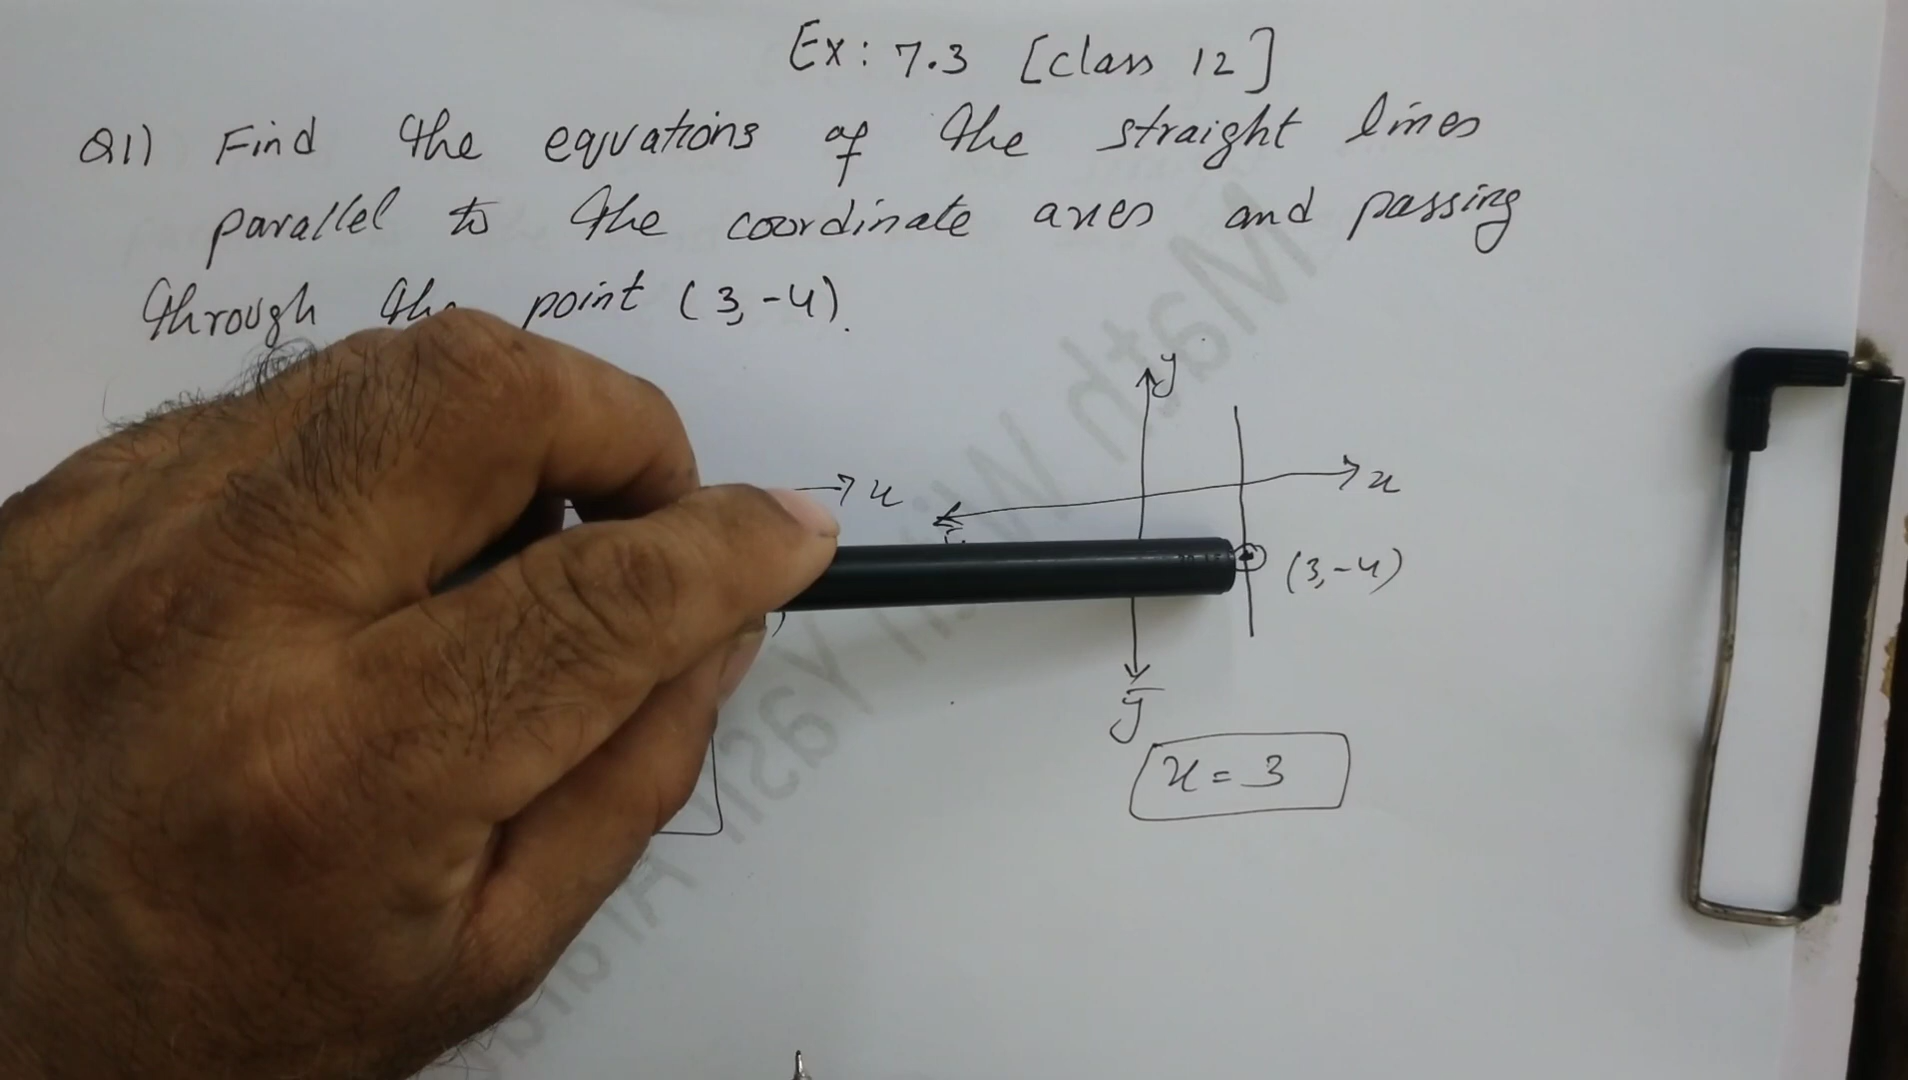 Ex: 7.3 [class 12]
Q1) Find the equations of the straight lines
parallel to the coordinate axes and passing
through the point (3,-4).
y
x
x
(3,-4)
y
x = 3